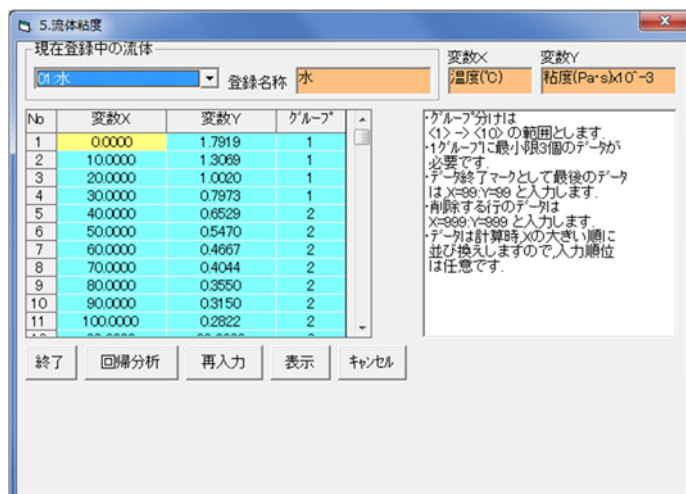 5.流体粘度
現在登録中の流体
01:水
登録名称 水
変数X 変数Y
温度(℃) 粘度(Pa・s)x10^-3
No 変数X 変数Y グループ
1 0.0000 1.7919 1
2 10.0000 1.3069 1
3 20.0000 1.0020 1
4 30.0000 0.7973 1
5 40.0000 0.6529 2
6 50.0000 0.5470 2
7 60.0000 0.4667 2
8 70.0000 0.4044 2
9 80.0000 0.3550 2
10 90.0000 0.3150 2
11 100.0000 0.2822 2
・グループ分けは
<1> -> <10> の範囲とします.
・1グループに最小限3個のデータが
必要です.
・データ終了マークとして最後のデータ
は,X=99:Y=99 と入力します.
・削除する行のデータは
X=999:Y=999 と入力します.
・データは計算時,Xの大きい順に
並び換えしますので,入力順位
は任意です.
終了 回帰分析 再入力 表示 キャンセル